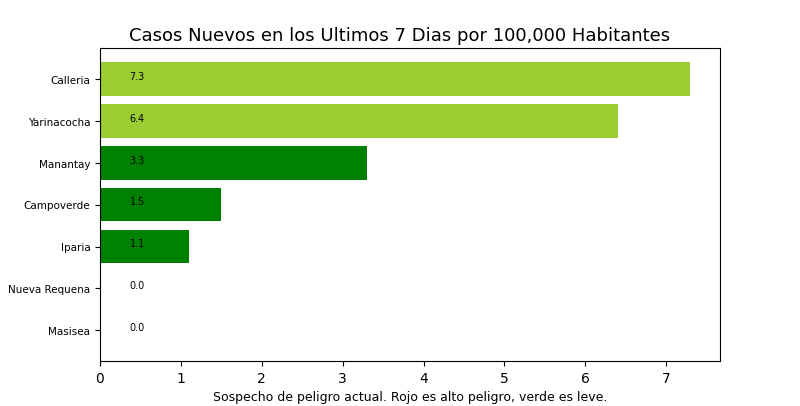 Casos Nuevos en los Ultimos 7 Dias por 100,000 Habitantes
Calleria 7.3
Yarinacocha 6.4
Manantay 3.3
Campoverde 1.5
Iparia 1.1
Nueva Requena 0.0
Masisea 0.0
0 1 2 3 4 5 6 7
Sospecho de peligro actual. Rojo es alto peligro, verde es leve.